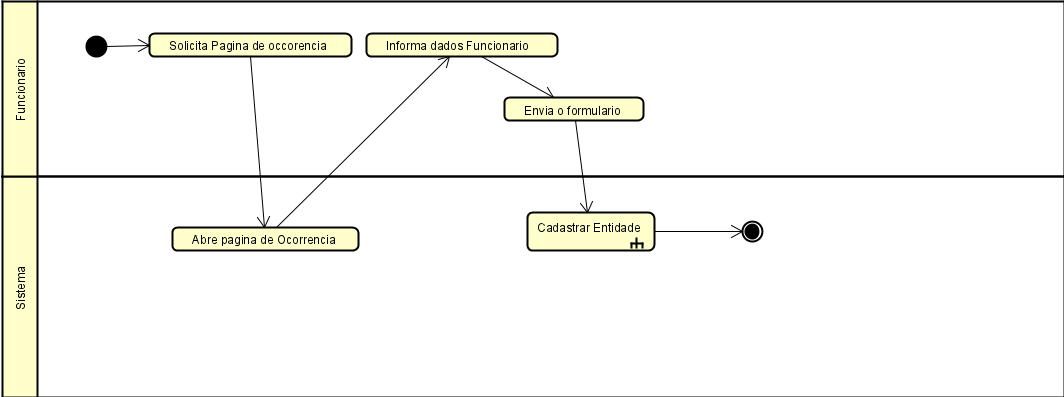 Funcionario
Solicita Pagina de occorencia
Informa dados Funcionario
Envia o formulario
Sistema
Abre pagina de Ocorrencia
Cadastrar Entidade